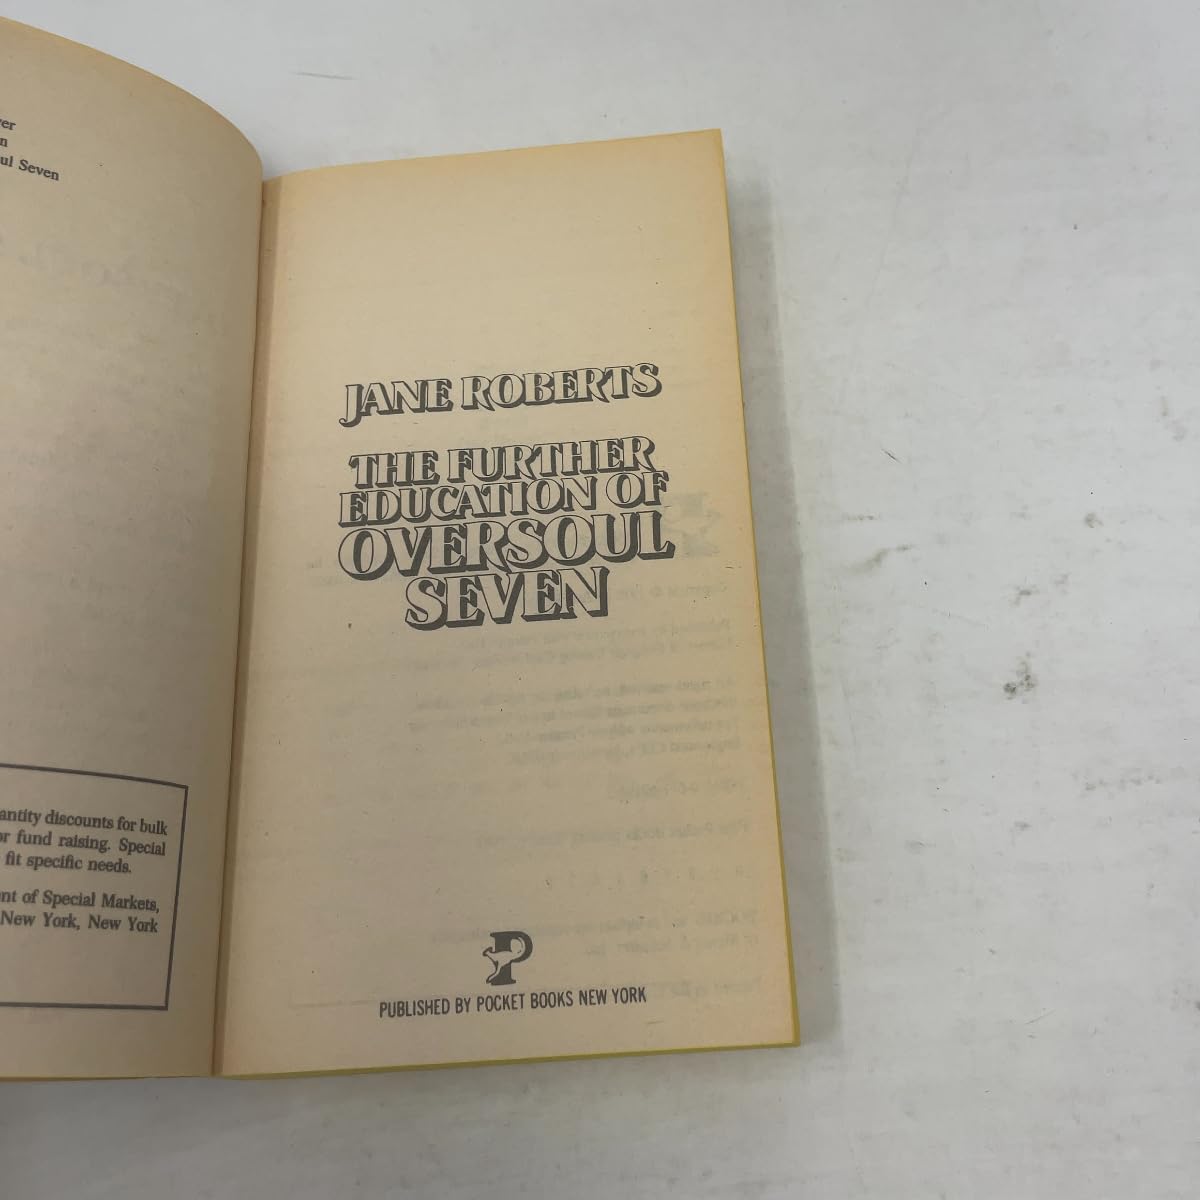 ul Seven
antity discounts for bulk
or fund raising. Special
fit specific needs.
nt of Special Markets,
New York, New York
JANE ROBERTS
THE FURTHER
EDUCATION OF
OVERSOUL
SEVEN
P
PUBLISHED BY POCKET BOOKS NEW YORK